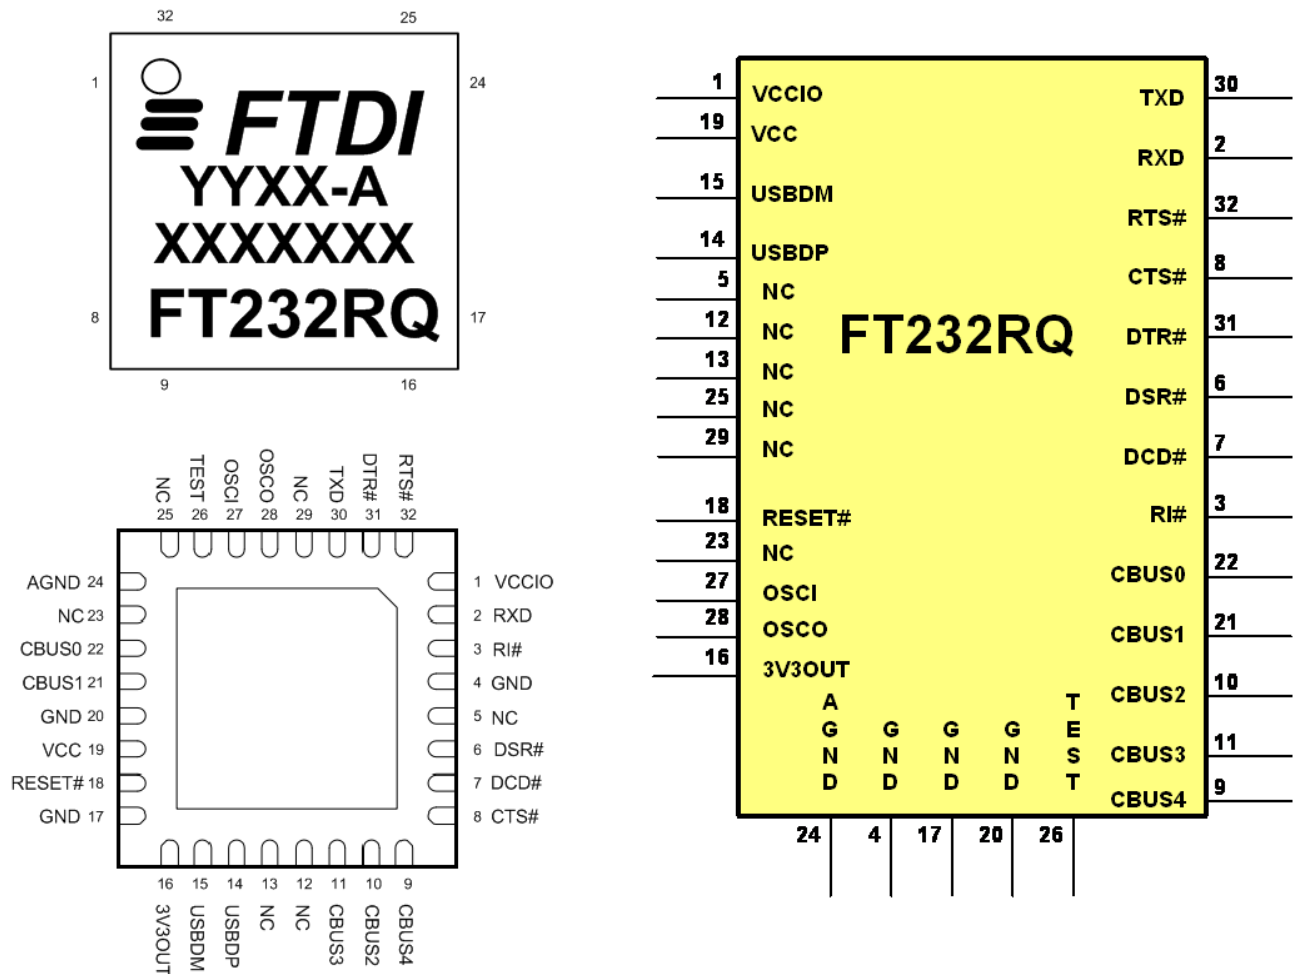 32 25
1 24
FTDI
YYXX-A
XXXXXXX
FT232RQ
8 17
9 16
NC TEST OSCI OSCO NC TXD DTR# RTS#
25 26 27 28 29 30 31 32
AGND 24 1 VCCIO
NC 23 2 RXD
CBUS0 22 3 RI#
CBUS1 21 4 GND
GND 20 5 NC
VCC 19 6 DSR#
RESET# 18 7 DCD#
GND 17 8 CTS#
16 15 14 13 12 11 10 9
3V3OUT USBDM USBDP NC NC CBUS3 CBUS2 CBUS4
FT232RQ
1 VCCIO
19 VCC
15 USBDM
14 USBDP
5 NC
12 NC
13 NC
25 NC
29 NC
18 RESET#
23 NC
27 OSCI
28 OSCO
16 3V3OUT
TXD 30
RXD 2
RTS# 32
CTS# 8
DTR# 31
DSR# 6
DCD# 7
RI# 3
CBUS0 22
CBUS1 21
CBUS2 10
CBUS3 11
CBUS4 9
AGND GND GND GND TEST
24 4 17 20 26